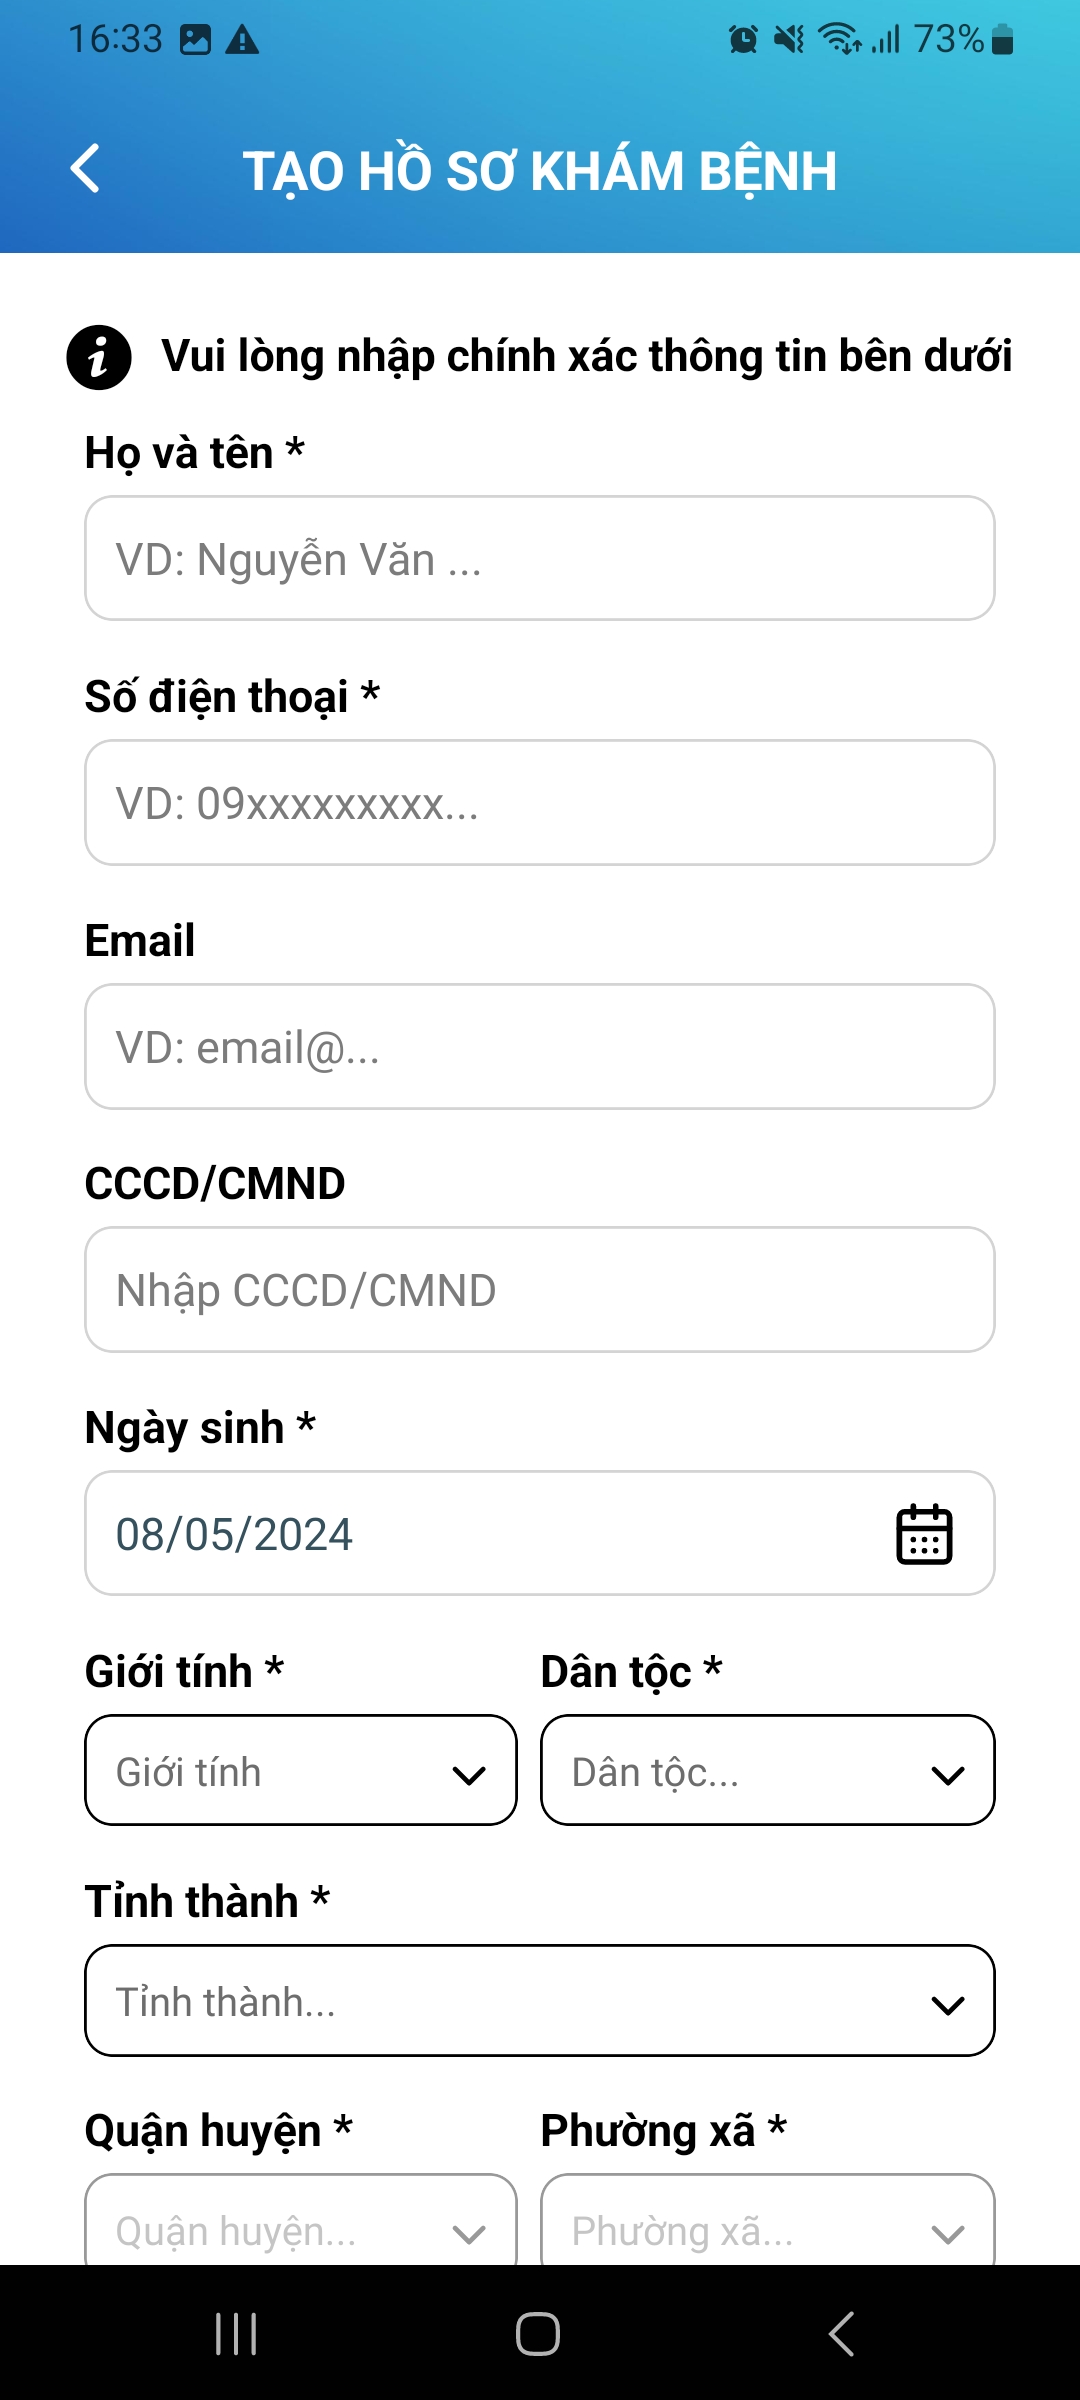 16:33
73%
TẠO HỒ SƠ KHÁM BỆNH
Vui lòng nhập chính xác thông tin bên dưới
Họ và tên *
VD: Nguyễn Văn ...
Số điện thoại *
VD: 09xxxxxxxxx...
Email
VD: email@...
CCCD/CMND
Nhập CCCD/CMND
Ngày sinh *
08/05/2024
Giới tính * Dân tộc *
Giới tính Dân tộc...
Tỉnh thành *
Tỉnh thành...
Quận huyện * Phường xã *
Quận huyện... Phường xã...